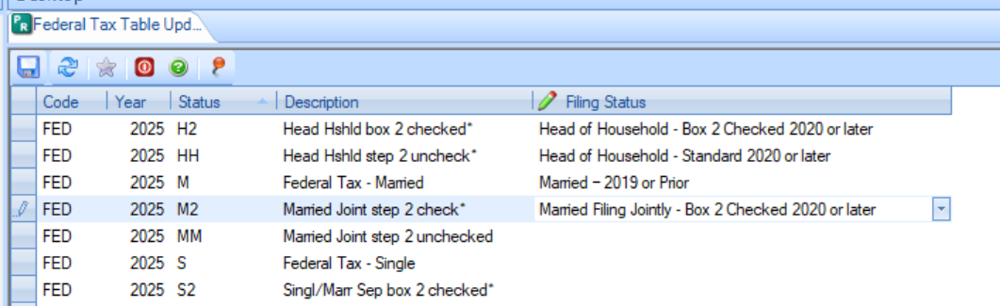 Federal Tax Table Upd...
Code Year Status Description Filing Status
FED 2025 H2 Head Hshld box 2 checked* Head of Household - Box 2 Checked 2020 or later
FED 2025 HH Head Hshld step 2 uncheck* Head of Household - Standard 2020 or later
FED 2025 M Federal Tax - Married Married – 2019 or Prior
FED 2025 M2 Married Joint step 2 check* Married Filing Jointly - Box 2 Checked 2020 or later
FED 2025 MM Married Joint step 2 unchecked
FED 2025 S Federal Tax - Single
FED 2025 S2 Singl/Marr Sep box 2 checked*